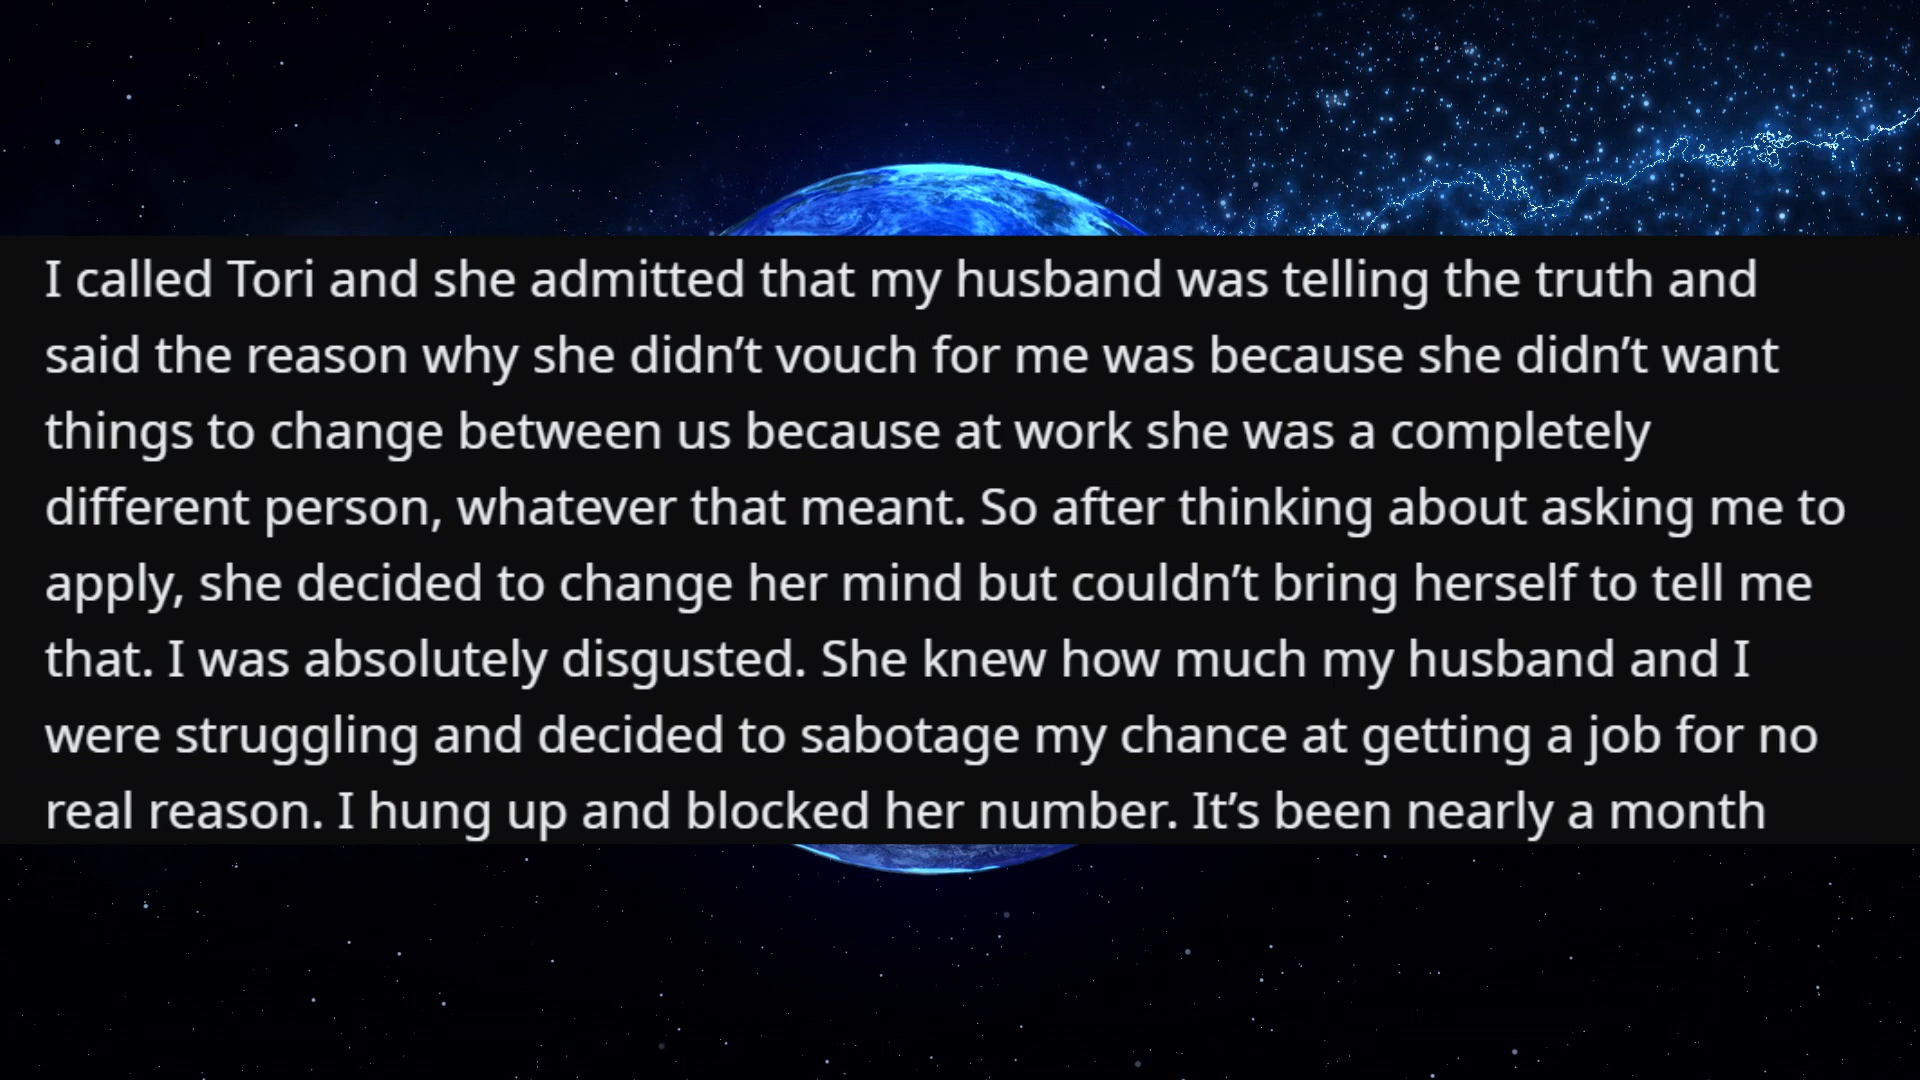 I called Tori and she admitted that my husband was telling the truth and
said the reason why she didn’t vouch for me was because she didn’t want
things to change between us because at work she was a completely
different person, whatever that meant. So after thinking about asking me to
apply, she decided to change her mind but couldn’t bring herself to tell me
that. I was absolutely disgusted. She knew how much my husband and I
were struggling and decided to sabotage my chance at getting a job for no
real reason. I hung up and blocked her number. It’s been nearly a month